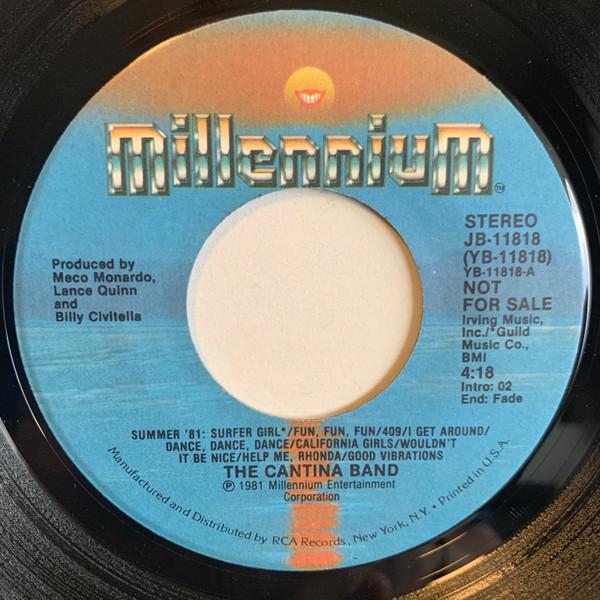 millennium
TM
STEREO
JB-11818
(YB-11818)
YB-11818-A
NOT
FOR SALE
Irving Music,
Inc./*Guild
Music Co.,
BMI
4:18
Intro: 02
End: Fade
Produced by
Meco Monardo,
Lance Quinn
and
Billy Civitella
SUMMER '81: SURFER GIRL*/FUN, FUN, FUN/409/I GET AROUND/
DANCE, DANCE, DANCE/CALIFORNIA GIRLS/WOULDN'T
IT BE NICE/HELP ME, RHONDA/GOOD VIBRATIONS
THE CANTINA BAND
℗ 1981 Millennium Entertainment
Corporation
Manufactured and Distributed by RCA Records, New York, N.Y. • Printed in U.S.A.